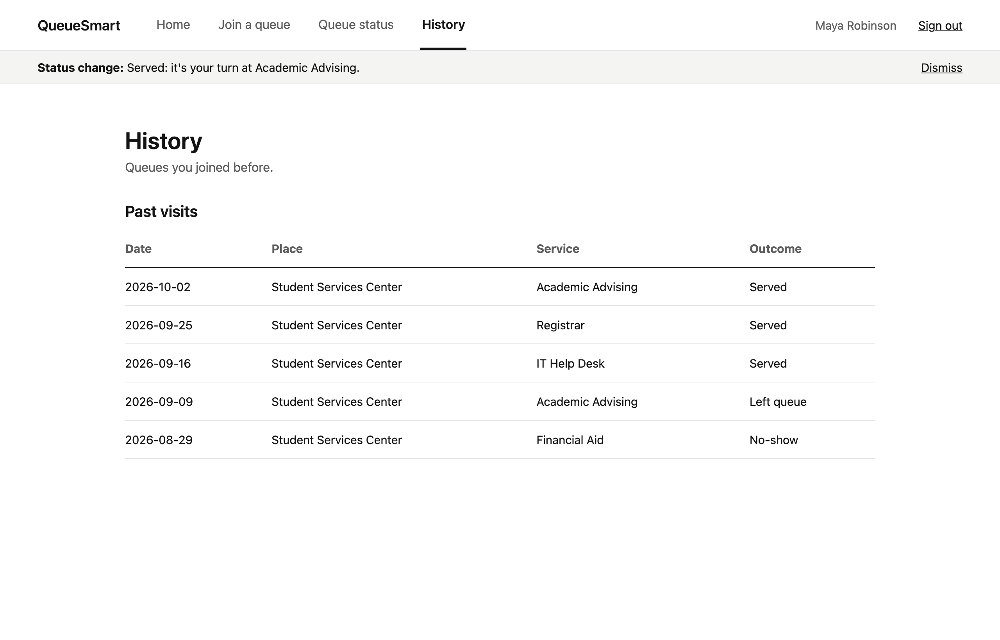 QueueSmart Home Join a queue Queue status History Maya Robinson Sign out
Status change: Served: it's your turn at Academic Advising. Dismiss
History
Queues you joined before.
Past visits
Date Place Service Outcome
2026-10-02 Student Services Center Academic Advising Served
2026-09-25 Student Services Center Registrar Served
2026-09-16 Student Services Center IT Help Desk Served
2026-09-09 Student Services Center Academic Advising Left queue
2026-08-29 Student Services Center Financial Aid No-show